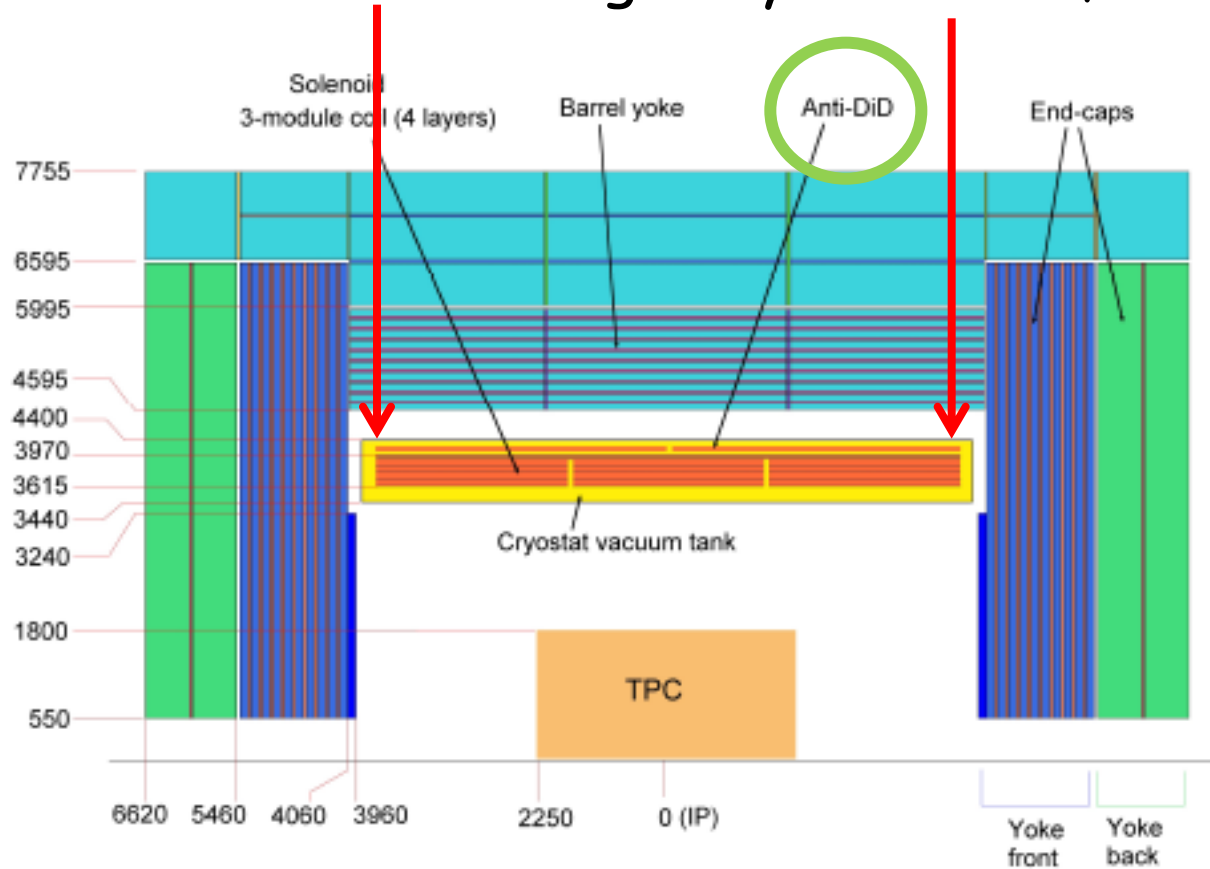 Solenoid
3-module coil (4 layers)
Barrel yoke
Anti-DiD
End-caps
7755
6595
5995
4595
4400
3970
3615
3440
3240
Cryostat vacuum tank
1800
TPC
550
6620 5460 4060 3960 2250 0 (IP)
Yoke
front
Yoke
back